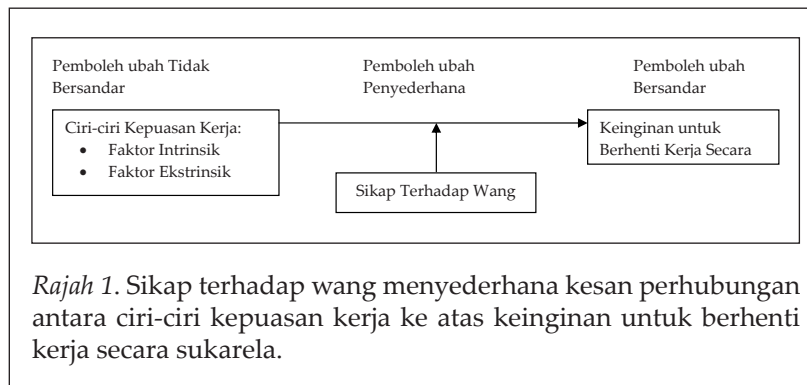 Pemboleh ubah Tidak
Bersandar
Pemboleh ubah
Penyederhana
Pemboleh ubah
Bersandar
Ciri-ciri Kepuasan Kerja:
• Faktor Intrinsik
• Faktor Ekstrinsik
Sikap Terhadap Wang
Keinginan untuk
Berhenti Kerja Secara
Rajah 1. Sikap terhadap wang menyederhana kesan perhubungan
antara ciri-ciri kepuasan kerja ke atas keinginan untuk berhenti
kerja secara sukarela.